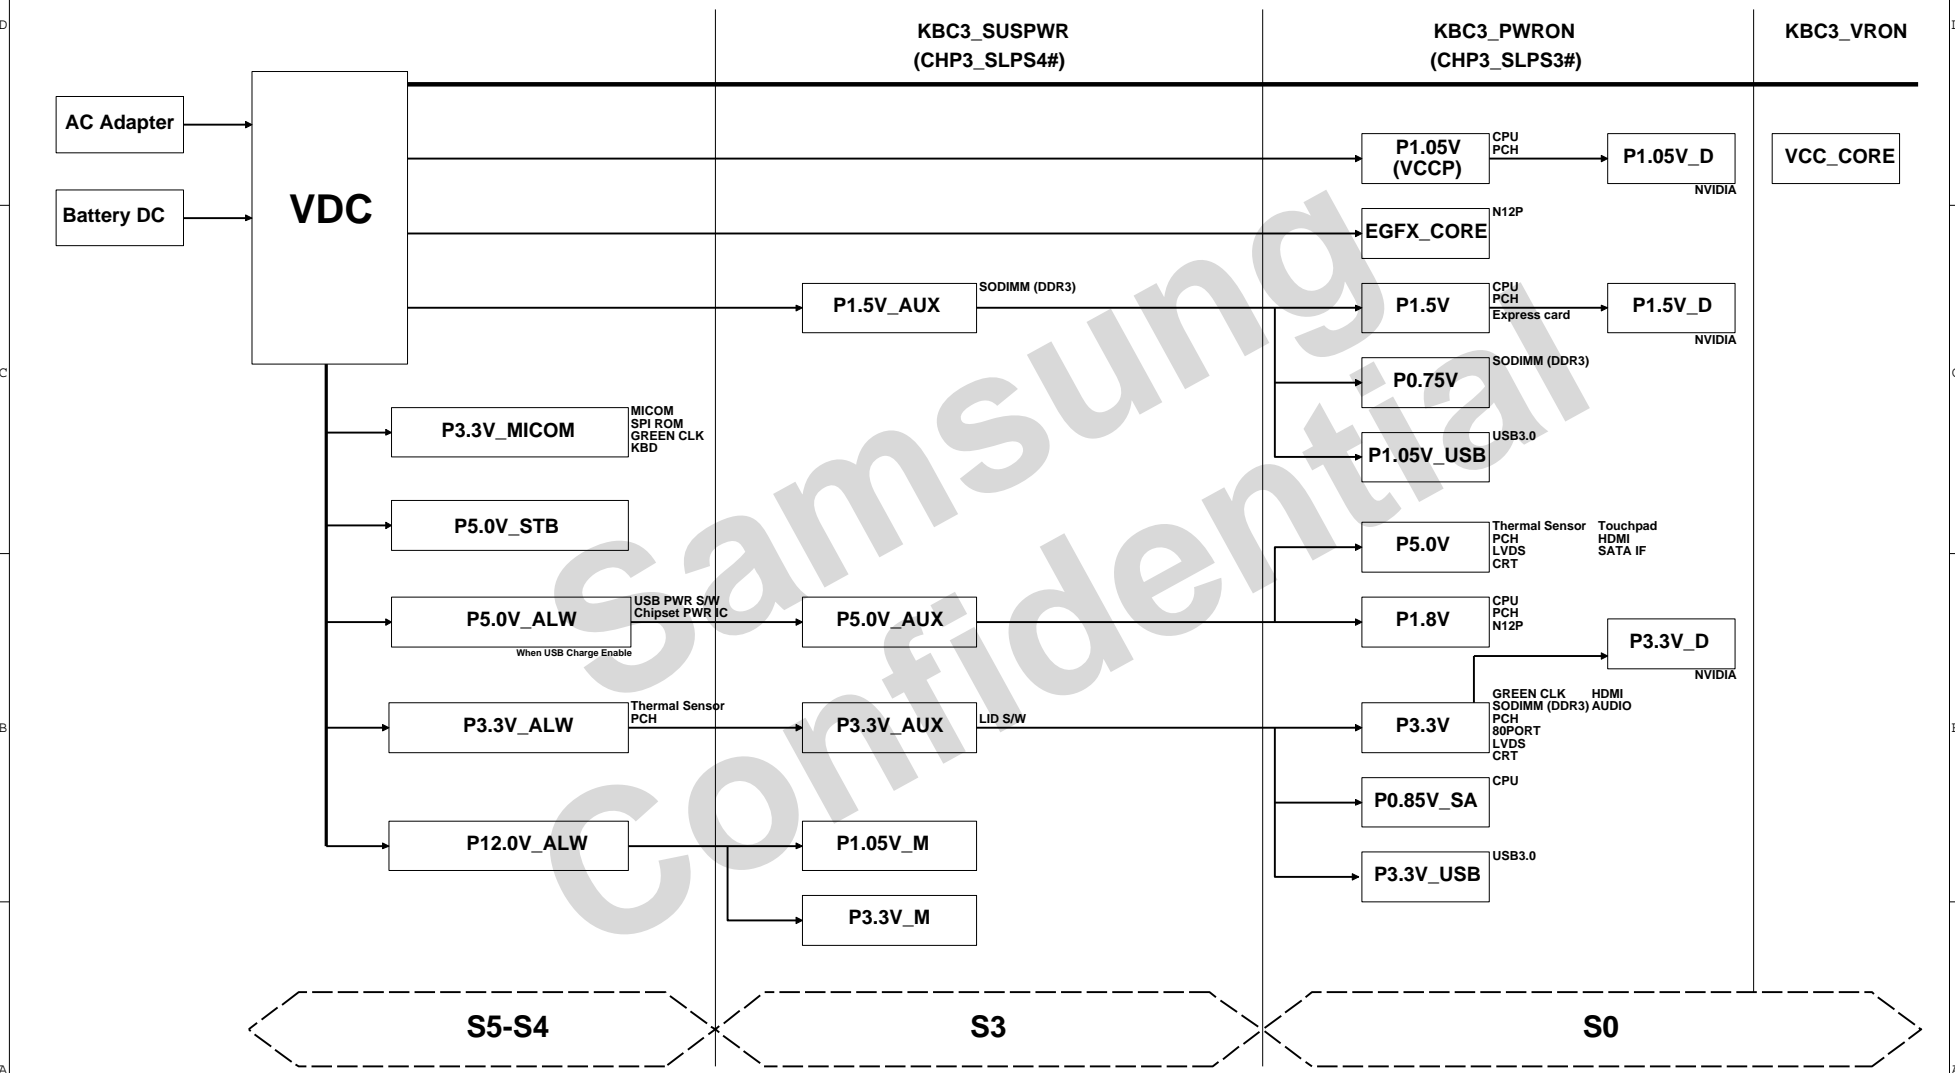 KBC3_SUSPWR
(CHP3_SLPS4#)
KBC3_PWRON
(CHP3_SLPS3#)
KBC3_VRON
AC Adapter
Battery DC
VDC
P1.05V
(VCCP)
CPU
PCH
P1.05V_D
NVIDIA
VCC_CORE
EGFX_CORE
N12P
P1.5V_AUX
SODIMM (DDR3)
P1.5V
CPU
PCH
Express card
P1.5V_D
NVIDIA
P0.75V
SODIMM (DDR3)
P1.05V_USB
USB3.0
P3.3V_MICOM
MICOM
SPI ROM
GREEN CLK
KBD
P5.0V_STB
P5.0V
Thermal Sensor
PCH
LVDS
CRT
Touchpad
HDMI
SATA IF
P5.0V_ALW
USB PWR S/W
Chipset PWR IC
When USB Charge Enable
P5.0V_AUX
P1.8V
CPU
PCH
N12P
P3.3V_D
NVIDIA
P3.3V_ALW
Thermal Sensor
PCH
P3.3V_AUX
LID S/W
P3.3V
GREEN CLK HDMI
SODIMM (DDR3) AUDIO
PCH
80PORT
LVDS
CRT
P0.85V_SA
CPU
P12.0V_ALW
P1.05V_M
P3.3V_USB
USB3.0
P3.3V_M
S5-S4
S3
S0
Samsung
Confidential
D
C
B
A